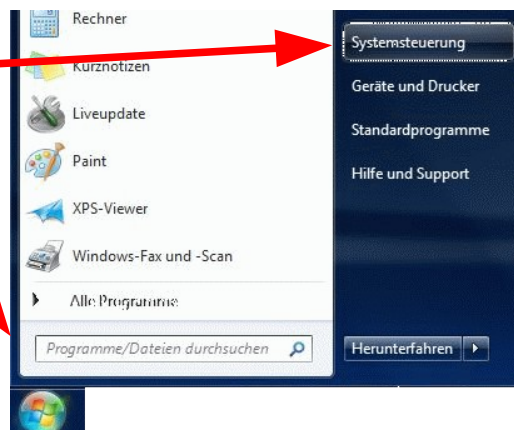 Rechner
Kurznotizen
Liveupdate
Paint
XPS-Viewer
Windows-Fax und -Scan
Alle Programme
Programme/Dateien durchsuchen
Systemsteuerung
Geräte und Drucker
Standardprogramme
Hilfe und Support
Herunterfahren